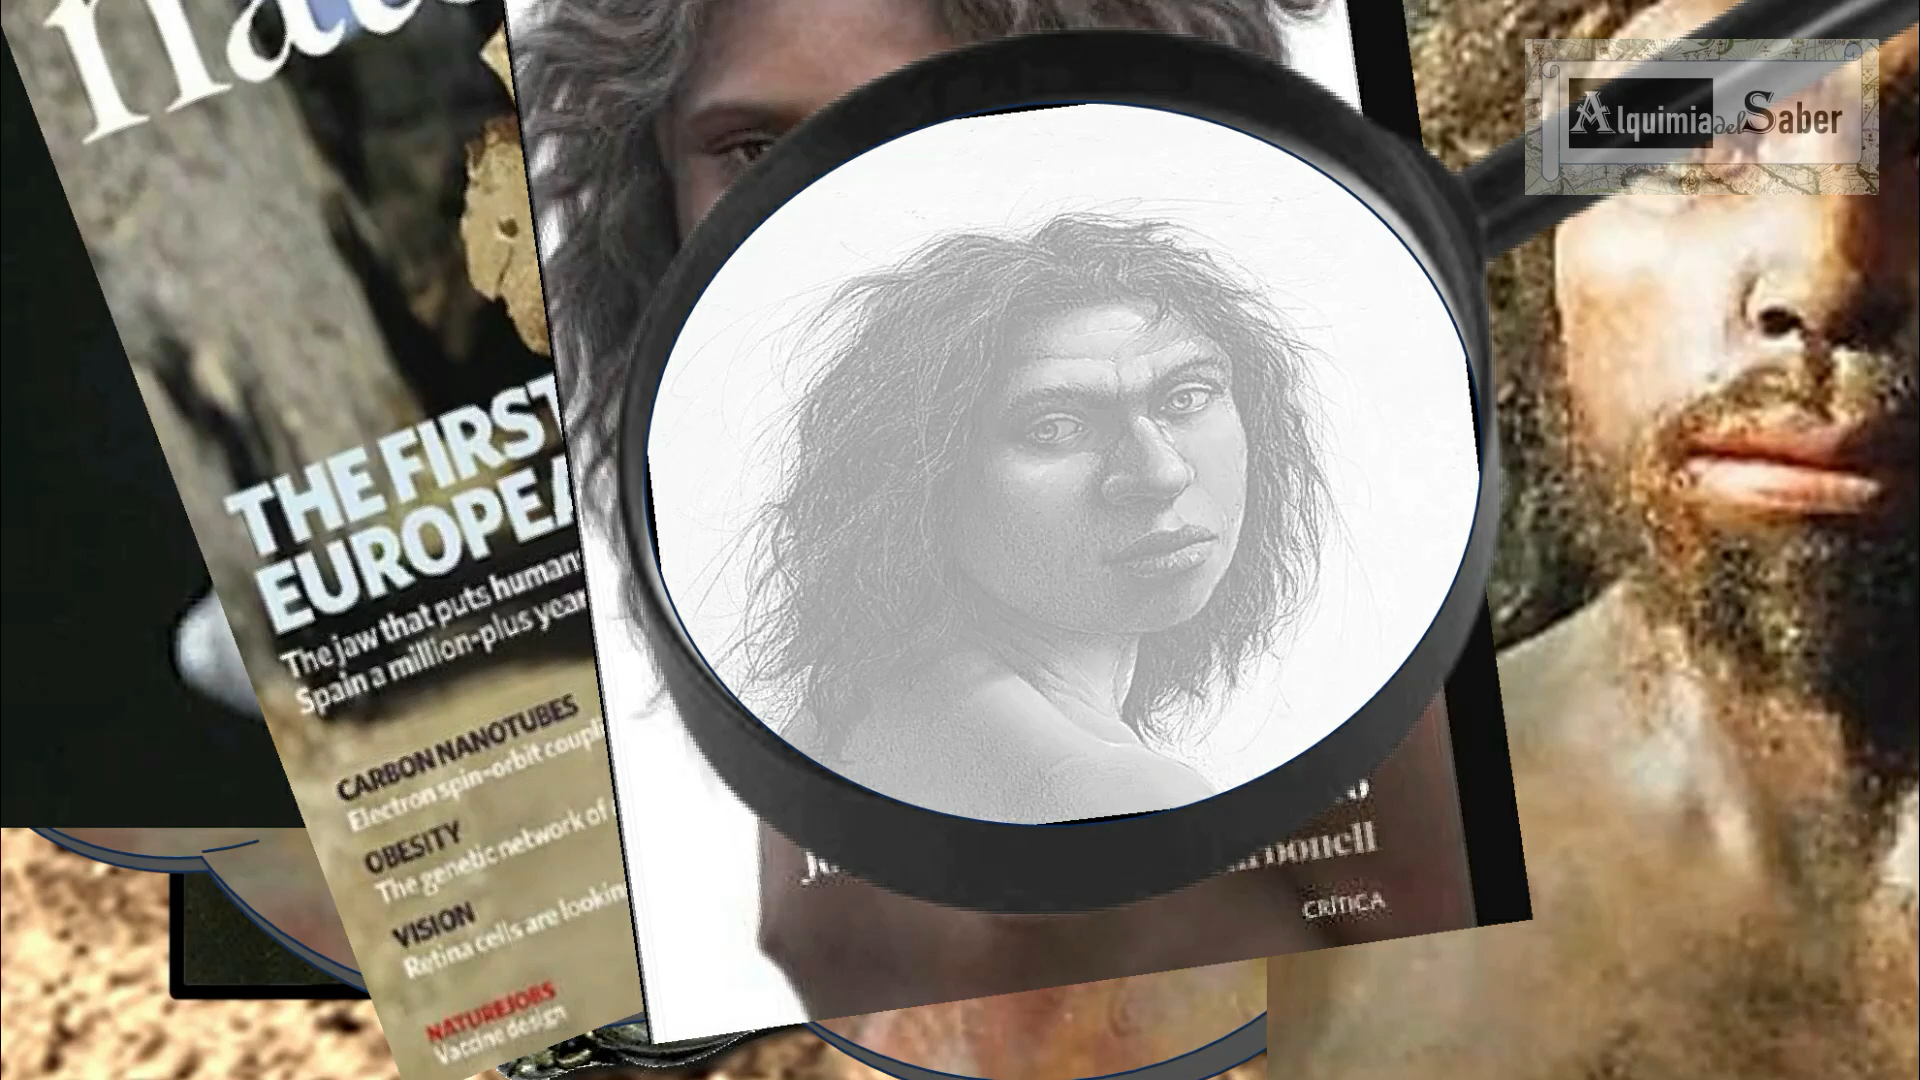 THE FIRST
EUROPEA
The jaw that puts human
Spain a million-plus year
CARBON NANOTUBES
Electron spin-orbit coupli
OBESITY
The genetic network of
VISION
Retina cells are lookin
NATUREJOBS
Vaccine design
CRÍTICA
Alquimia del Saber